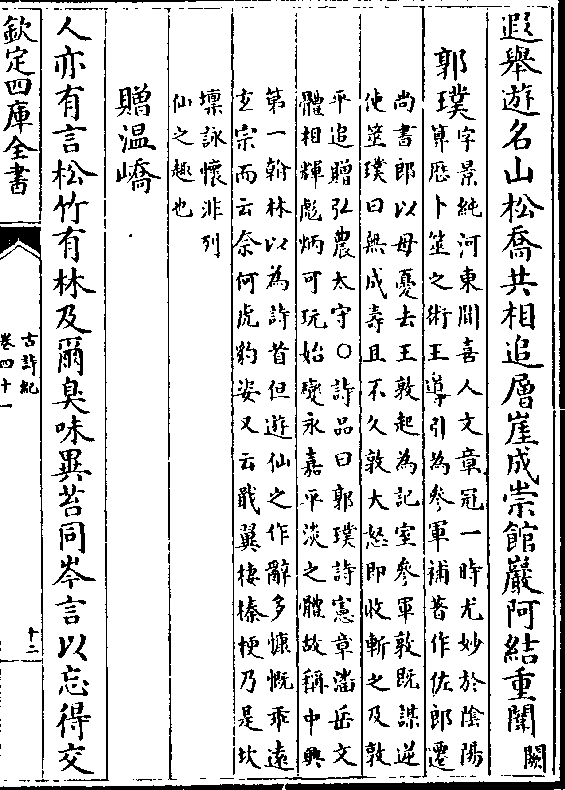 遐舉遊名山松喬共相追層崖成崇館巖阿結重闈闕
郭璞字景純河東聞喜人文章冠一時尤妙於陰陽
算厯卜筮之術王導引為參軍補著作佐郎遷
尚書郎以母憂去王敦起為記室參軍敦既謀逆
使筮璞曰無成壽且不久敦大怒即收斬之及敦
平追贈弘農太守○詩品曰郭璞詩憲章潘岳文
體相輝彪炳可玩始變永嘉平淡之體故稱中興
第一翰林以為詩首但遊仙之作辭多慷慨乖逺
玄宗而云奈何虎豹姿又云戢翼棲榛梗乃是坎
壈詠懷非列
仙之趣也
贈温嶠
人亦有言松竹有林及爾臭味異苔同岑言以忘得交
欽定四庫全書
古詩紀
卷四十一
十二